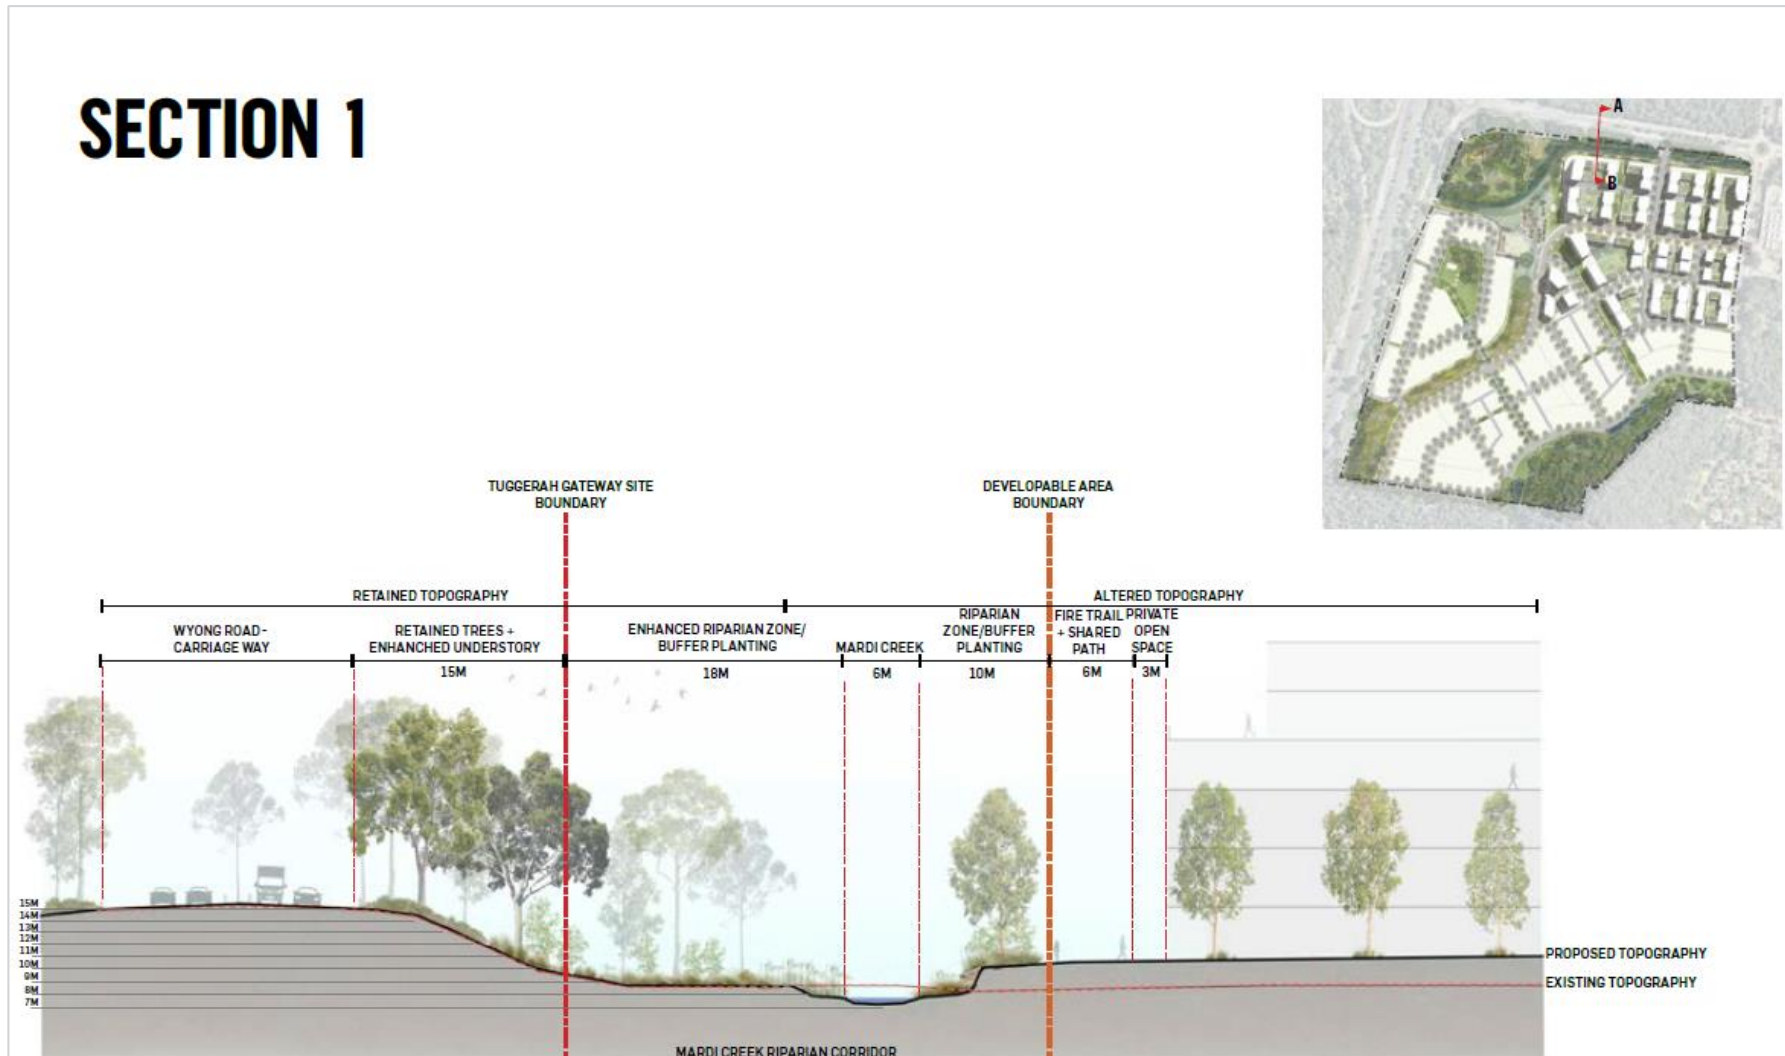 SECTION 1
A
B
TUGGERAH GATEWAY SITE
BOUNDARY
DEVELOPABLE AREA
BOUNDARY
RETAINED TOPOGRAPHY
ALTERED TOPOGRAPHY
WYONG ROAD-
CARRIAGE WAY
RETAINED TREES +
ENHANCHED UNDERSTORY
15M
ENHANCED RIPARIAN ZONE/
BUFFER PLANTING
18M
MARDI CREEK
6M
RIPARIAN
ZONE/BUFFER
PLANTING
10M
FIRE TRAIL
+ SHARED
PATH
6M
PRIVATE
OPEN
SPACE
3M
15M
14M
13M
12M
11M
10M
9M
8M
7M
PROPOSED TOPOGRAPHY
EXISTING TOPOGRAPHY
MARDI CREEK RIPARIAN CORRIDOR